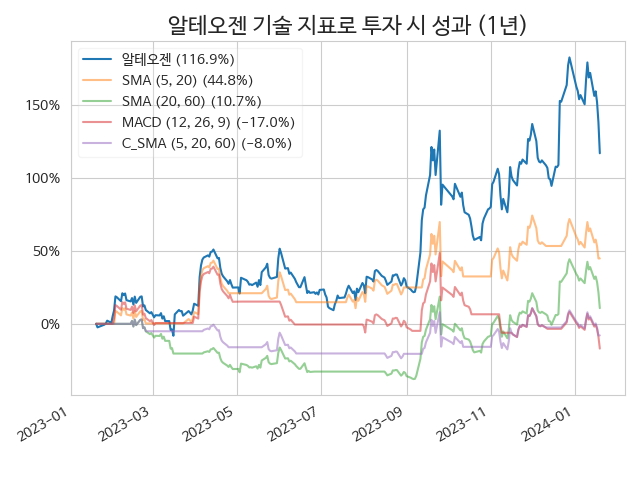 알테오젠 기술 지표로 투자 시 성과 (1년)
알테오젠 (116.9%)
SMA (5, 20) (44.8%)
SMA (20, 60) (10.7%)
MACD (12, 26, 9) (−17.0%)
C_SMA (5, 20, 60) (−8.0%)
150%
100%
50%
0%
2023−01
2023−03
2023−05
2023−07
2023−09
2023−11
2024−01